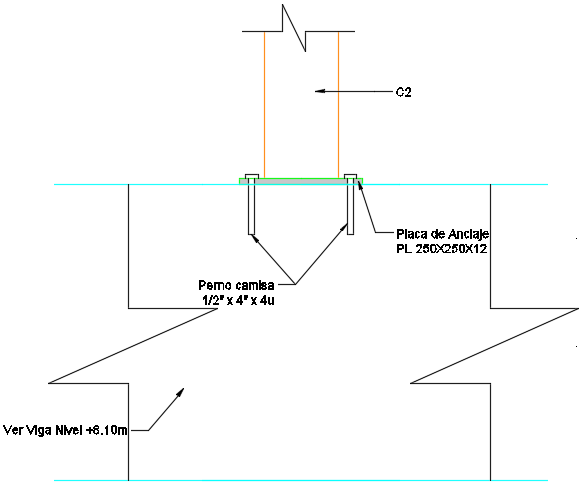 C2
Placa de Anclaje
PL 250X250X12
Perno camisa
1/2" x 4" x 4u
Ver Viga Nivel +6.10m